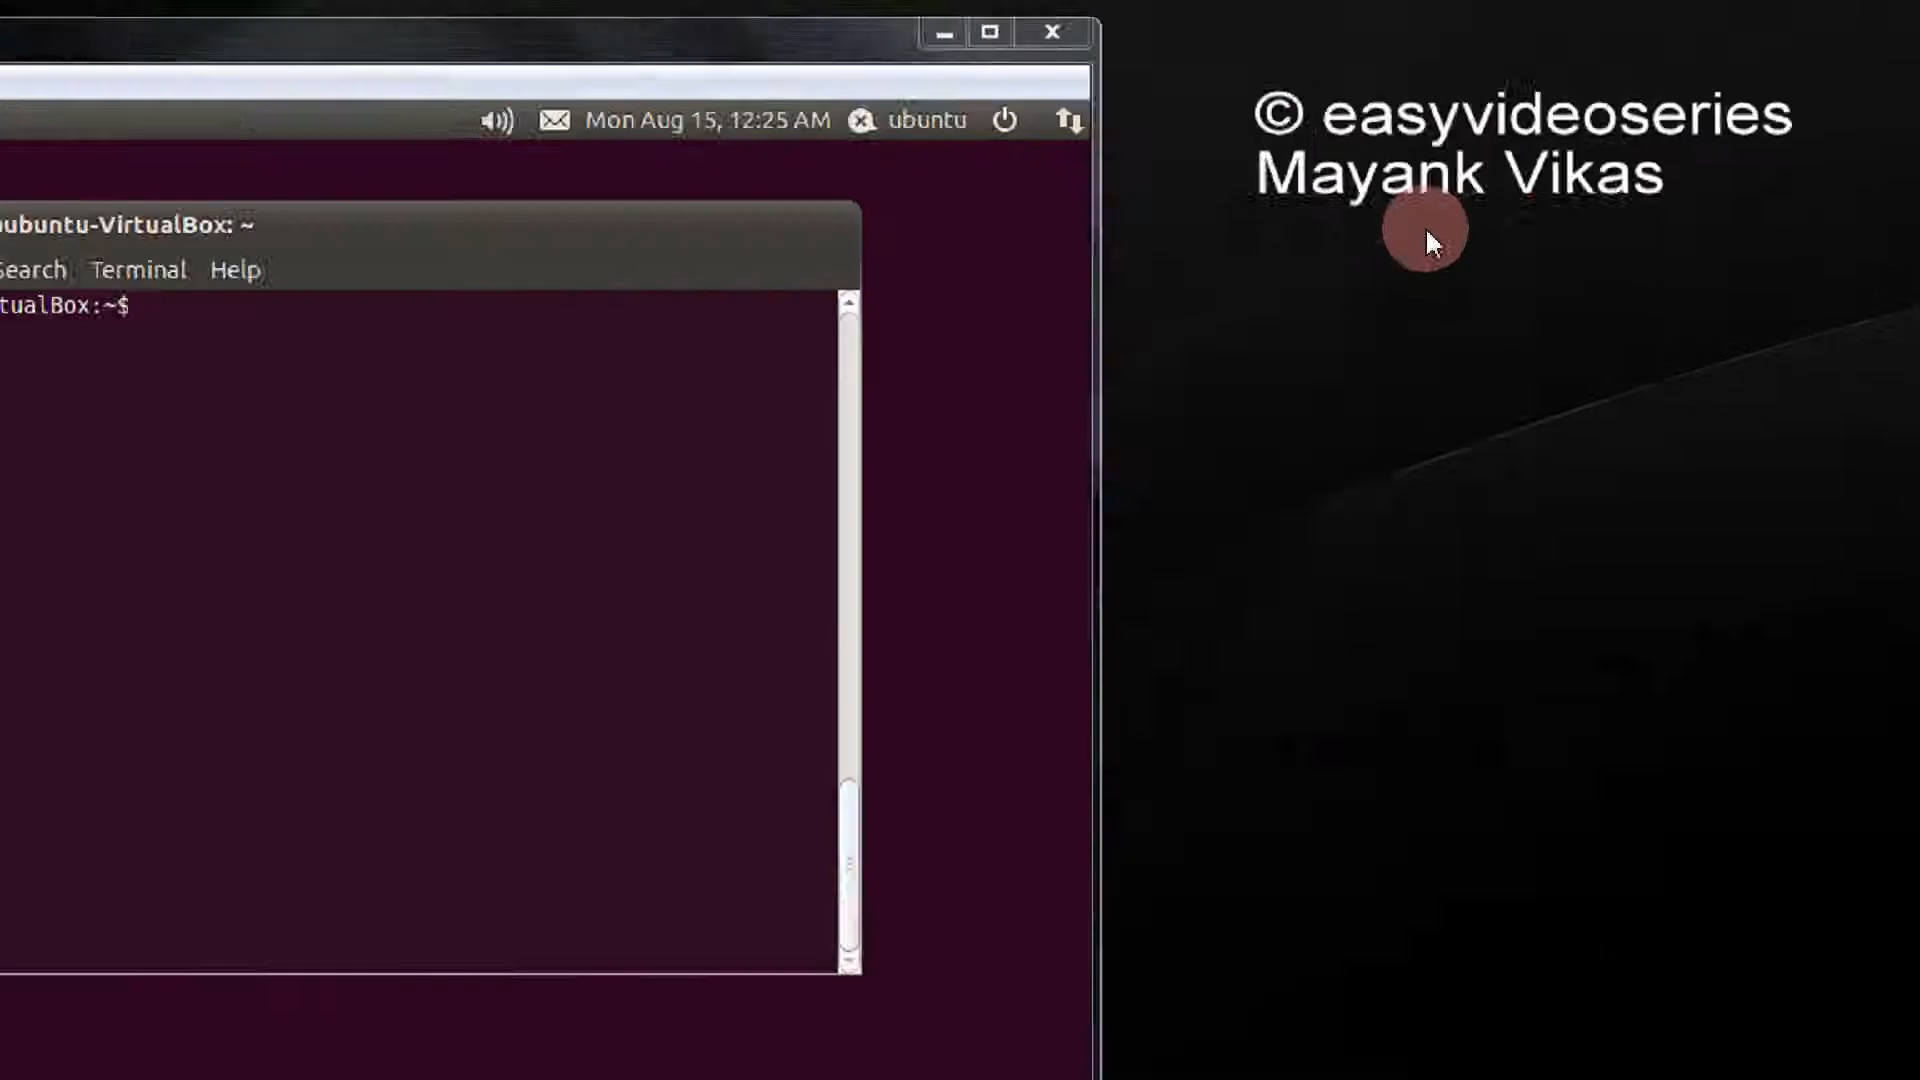 Mon Aug 15, 12:25 AM ubuntu
© easyvideoseries
Mayank Vikas
ubuntu-VirtualBox: ~
Search Terminal Help
tualBox:~$